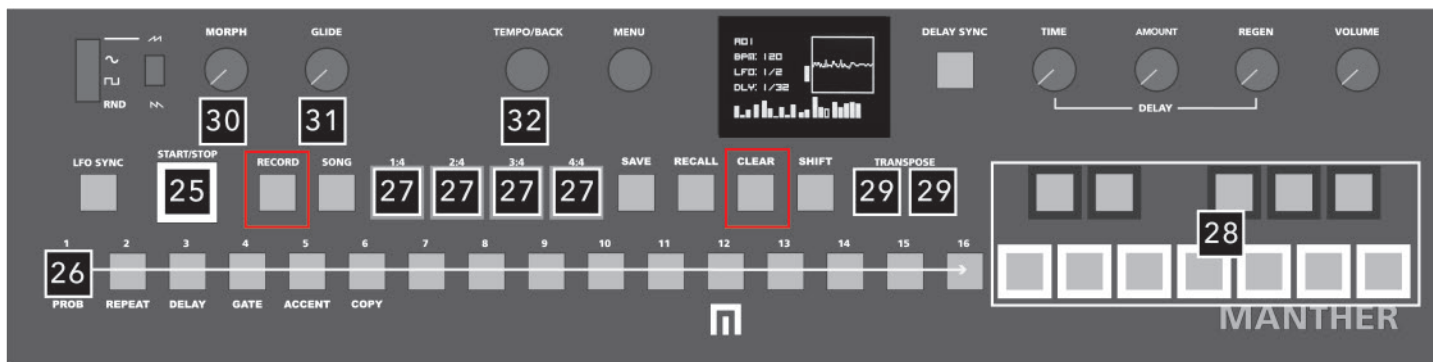 MORPH GLIDE TEMPO/BACK MENU DELAY SYNC TIME AMOUNT REGEN VOLUME
A01
BPM: 120
LFO: 1/2
DLY: 1/32
RND
DELAY
30 31 32
LFO SYNC START/STOP RECORD SONG 1:4 2:4 3:4 4:4 SAVE RECALL CLEAR SHIFT TRANSPOSE
25 27 27 27 27 29 29
28
1 2 3 4 5 6 7 8 9 10 11 12 13 14 15 16
26
PROB REPEAT DELAY GATE ACCENT COPY
MANTHER